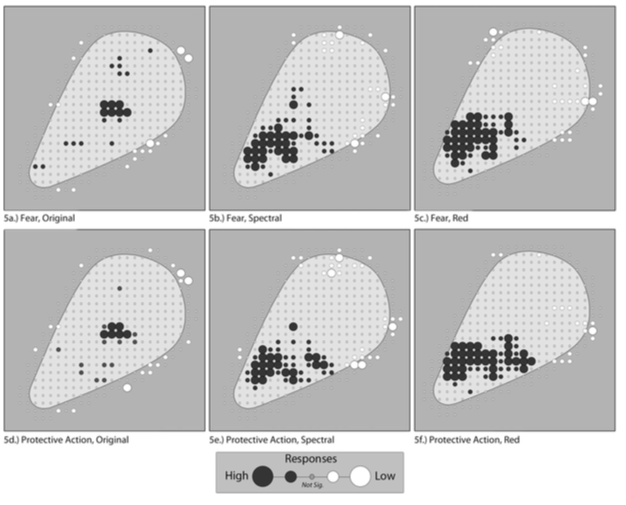 5a.) Fear, Original
5b.) Fear, Spectral
5c.) Fear, Red
5d.) Protective Action, Original
5e.) Protective Action, Spectral
5f.) Protective Action, Red
Responses
High Low
Not Sig.